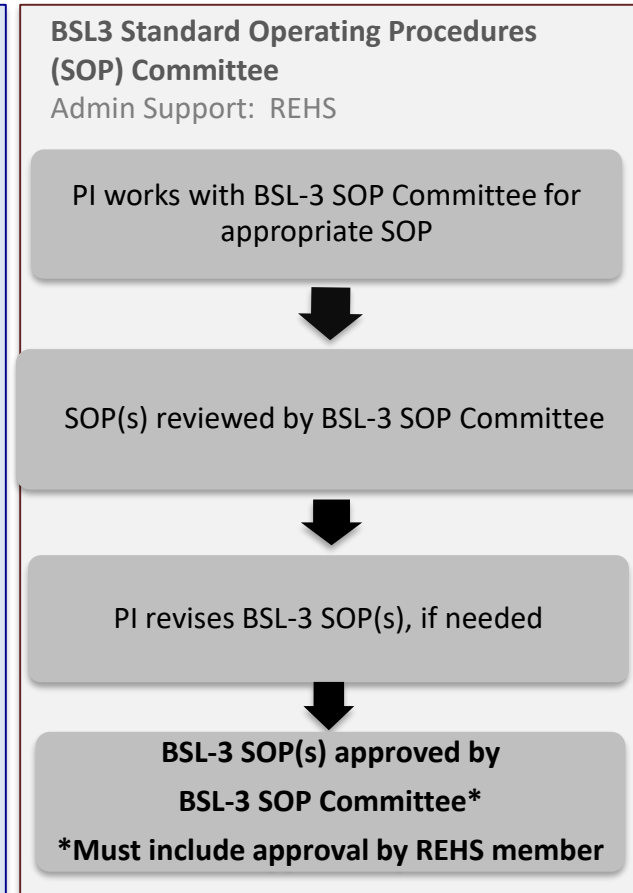 BSL3 Standard Operating Procedures
(SOP) Committee
Admin Support: REHS
PI works with BSL-3 SOP Committee for
appropriate SOP
SOP(s) reviewed by BSL-3 SOP Committee
PI revises BSL-3 SOP(s), if needed
BSL-3 SOP(s) approved by
BSL-3 SOP Committee*
*Must include approval by REHS member